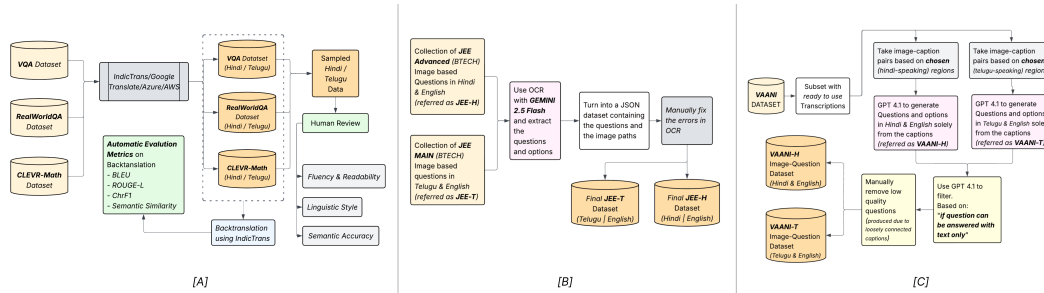 VQA Dataset
RealWorldQA
Dataset
CLEVR-Math
Dataset
IndicTrans/Google
Translate/Azure/AWS
VQA Dataset
(Hindi / Telugu)
RealWorldQA
Dataset
(Hindi / Telugu)
CLEVR-Math
Dataset
(Hindi / Telugu)
Sampled
Hindi /
Telugu
Data
Human Review
Fluency & Readability
Linguistic Style
Semantic Accuracy
Backtranslation
using IndicTrans
Automatic Evalution
Metrics on
Backtanslation
- BLEU
- ROUGE-L
- ChrF1
- Semantic Similarity
[A]
Collection of JEE
Advanced (BTECH)
Image based
Questions in Hindi
& English
(referred as JEE-H)
Collection of JEE
MAIN (BTECH)
Image based
questions in
Telugu & English
(referred as JEE-T)
Use OCR
with GEMINI
2.5 Flash
and extract
the
questions
and options
Turn into a JSON
dataset containing
the questions and
the image paths
Manually fix
the errors in
OCR
Final JEE-T
Dataset
(Telugu | English)
Final JEE-H
Dataset
(Hindi | English)
[B]
VAANI
DATASET
Subset with
ready to use
Transcriptions
Take image-caption
pairs based on chosen
(hindi-speaking) regions
Take image-caption
pairs based on chosen
(telugu-speaking) region
GPT 4.1 to generate
Questions and options
in Hindi & English solely
from the captions
(referred as VAANI-H)
GPT 4.1 to generate
Questions and options
in Telugu & English sole
from the captions
(referred as VAANI-T)
Use GPT 4.1 to
filter.
Based on:
"if question can
be answered with
text only"
Manually
remove low
quality
questions
(produced due to
loosely connected
captions)
VAANI-H
Image-Question
Dataset
(Hindi & English)
VAANI-T
Image-Question
Dataset
(Telugu & English)
[C]